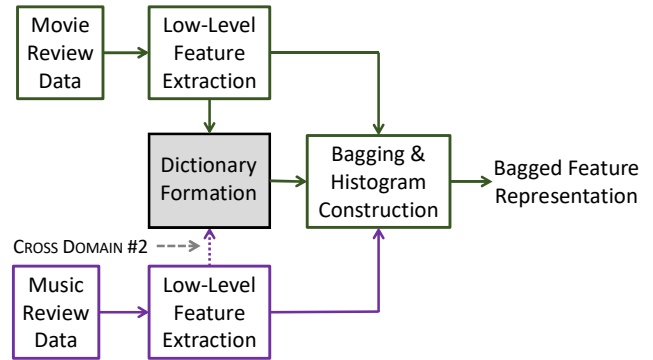 Movie
Review
Data
Low-Level
Feature
Extraction
Dictionary
Formation
Bagging &
Histogram
Construction
Bagged Feature
Representation
CROSS DOMAIN #2
Music
Review
Data
Low-Level
Feature
Extraction